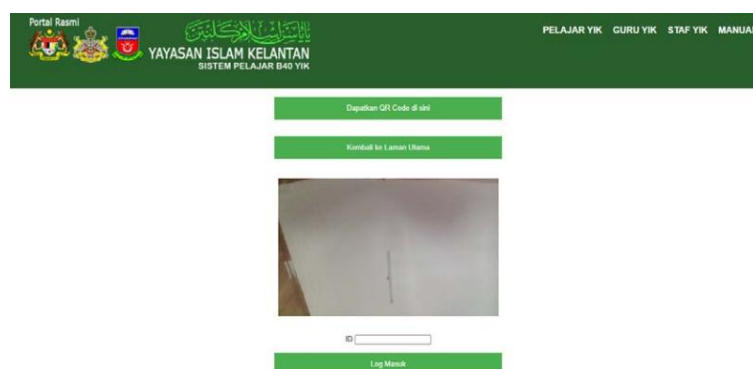 Portal Rasmi
YAYASAN ISLAM KELANTAN
SISTEM PELAJAR B40 YIK
PELAJAR YIK GURU YIK STAF YIK MANUAL
Dapatkan QR Code di sini
Kembali ke Laman Utama
ID
Log Masuk